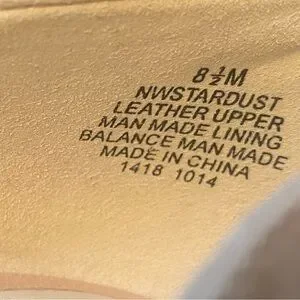 8½M
NWSTARDUST
LEATHER UPPER
MAN MADE LINING
BALANCE MAN MADE
MADE IN CHINA
1418 1014